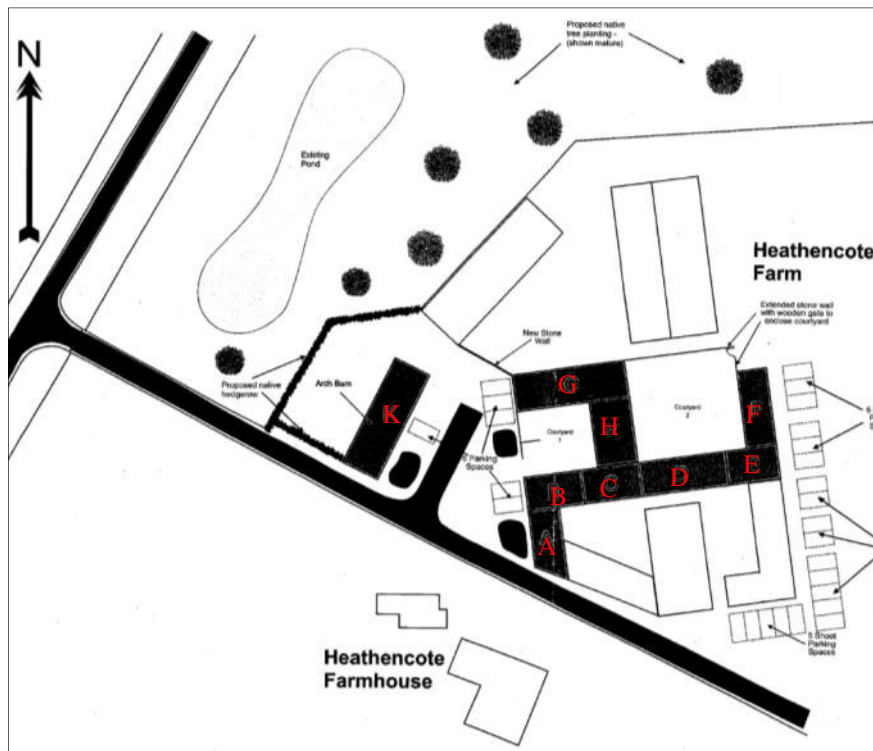 Proposed native
tree planting -
(shown mature)
N
Existing
Pond
Heathencote
Farm
Extended stone wall
with wooden gate to
enclose courtyard
New Stone
Wall
Proposed native
hedgerow
Arch Barn
K
G
H
F
Courtyard
1
Courtyard
2
6
P
S
6 Parking
Spaces
B
C
D
E
A
5 Shoot
Parking
Spaces
Heathencote
Farmhouse